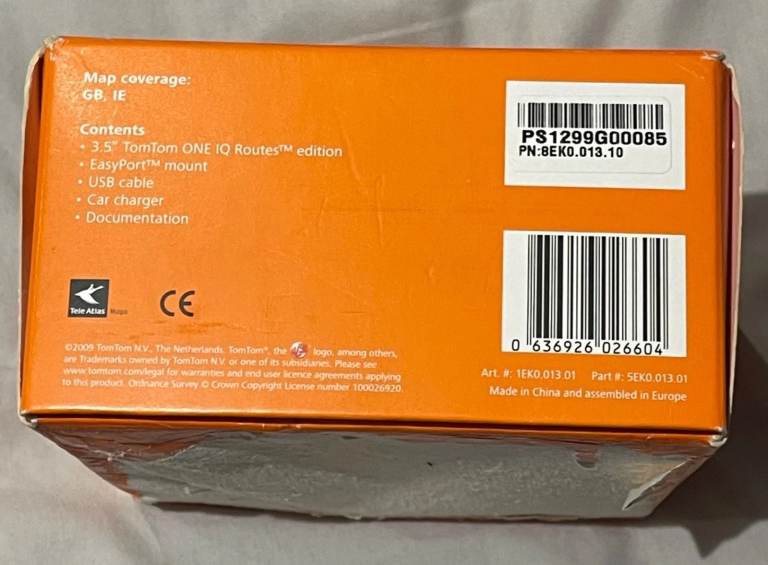 Map coverage:
GB, IE
Contents
• 3.5" TomTom ONE IQ Routes™ edition
• EasyPort™ mount
• USB cable
• Car charger
• Documentation
PS1299G00085
PN:8EK0.013.10
Tele Atlas Maps
CE
0 636926 026604
©2009 TomTom N.V., The Netherlands. TomTom®, the logo, among others,
are Trademarks owned by TomTom N.V. or one of its subsidiaries. Please see
www.tomtom.com/legal for warranties and end user licence agreements applying
to this product. Ordnance Survey © Crown Copyright License number 100026920.
Art. #: 1EK0.013.01 Part #: 5EK0.013.01
Made in China and assembled in Europe